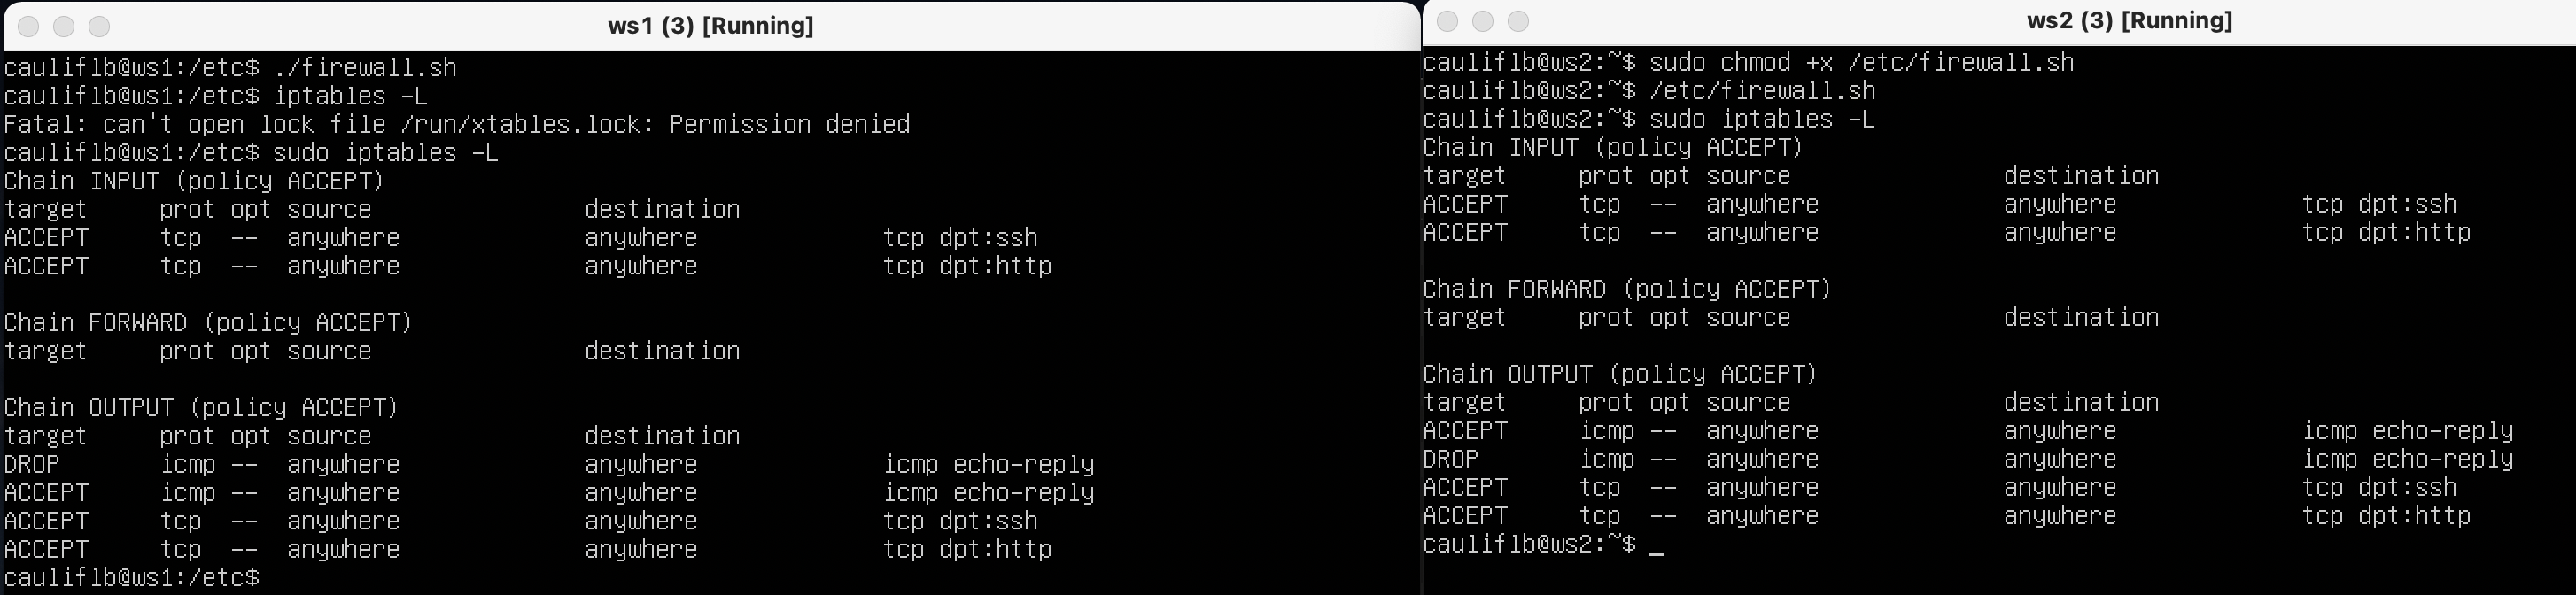 ws1 (3) [Running]
cauliflb@ws1:/etc$ ./firewall.sh
cauliflb@ws1:/etc$ iptables -L
Fatal: can't open lock file /run/xtables.lock: Permission denied
cauliflb@ws1:/etc$ sudo iptables -L
Chain INPUT (policy ACCEPT)
target     prot opt source               destination
ACCEPT     tcp  --  anywhere             anywhere             tcp dpt:ssh
ACCEPT     tcp  --  anywhere             anywhere             tcp dpt:http
Chain FORWARD (policy ACCEPT)
target     prot opt source               destination
Chain OUTPUT (policy ACCEPT)
target     prot opt source               destination
DROP       icmp --  anywhere             anywhere             icmp echo-reply
ACCEPT     icmp --  anywhere             anywhere             icmp echo-reply
ACCEPT     tcp  --  anywhere             anywhere             tcp dpt:ssh
ACCEPT     tcp  --  anywhere             anywhere             tcp dpt:http
cauliflb@ws1:/etc$
ws2 (3) [Running]
cauliflb@ws2:~$ sudo chmod +x /etc/firewall.sh
cauliflb@ws2:~$ /etc/firewall.sh
cauliflb@ws2:~$ sudo iptables -L
Chain INPUT (policy ACCEPT)
target     prot opt source               destination
ACCEPT     tcp  --  anywhere             anywhere             tcp dpt:ssh
ACCEPT     tcp  --  anywhere             anywhere             tcp dpt:http
Chain FORWARD (policy ACCEPT)
target     prot opt source               destination
Chain OUTPUT (policy ACCEPT)
target     prot opt source               destination
ACCEPT     icmp --  anywhere             anywhere             icmp echo-reply
DROP       icmp --  anywhere             anywhere             icmp echo-reply
ACCEPT     tcp  --  anywhere             anywhere             tcp dpt:ssh
ACCEPT     tcp  --  anywhere             anywhere             tcp dpt:http
cauliflb@ws2:~$ _